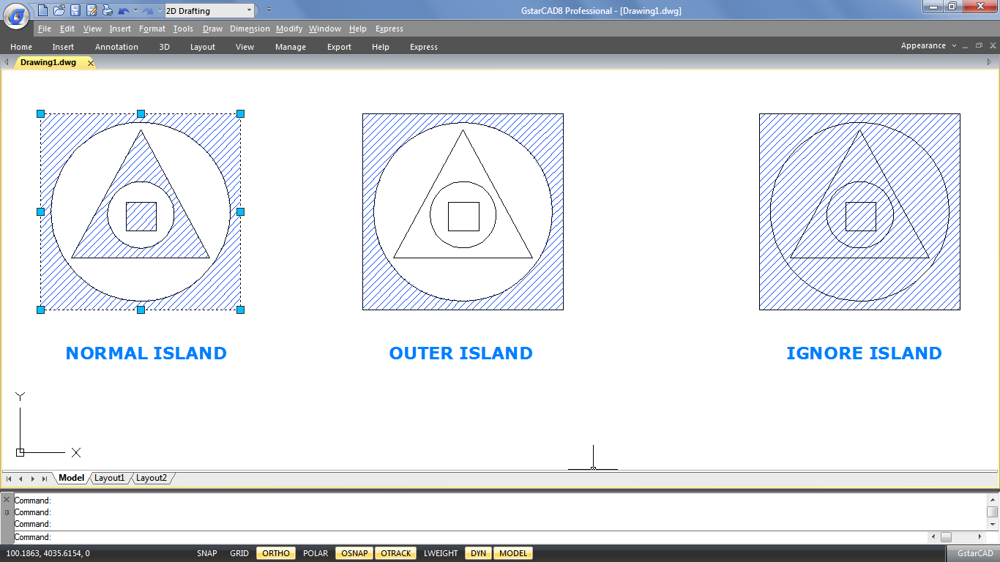 2D Drafting
GstarCAD8 Professional - [Drawing1.dwg]
File Edit View Insert Format Tools Draw Dimension Modify Window Help Express
Home Insert Annotation 3D Layout View Manage Export Help Express Appearance
Drawing1.dwg
NORMAL ISLAND OUTER ISLAND IGNORE ISLAND
Y
X
Model Layout1 Layout2
Command:
Command:
Command:
Command:
100.1863, 4035.6154, 0 SNAP GRID ORTHO POLAR OSNAP OTRACK LWEIGHT DYN MODEL GstarCAD